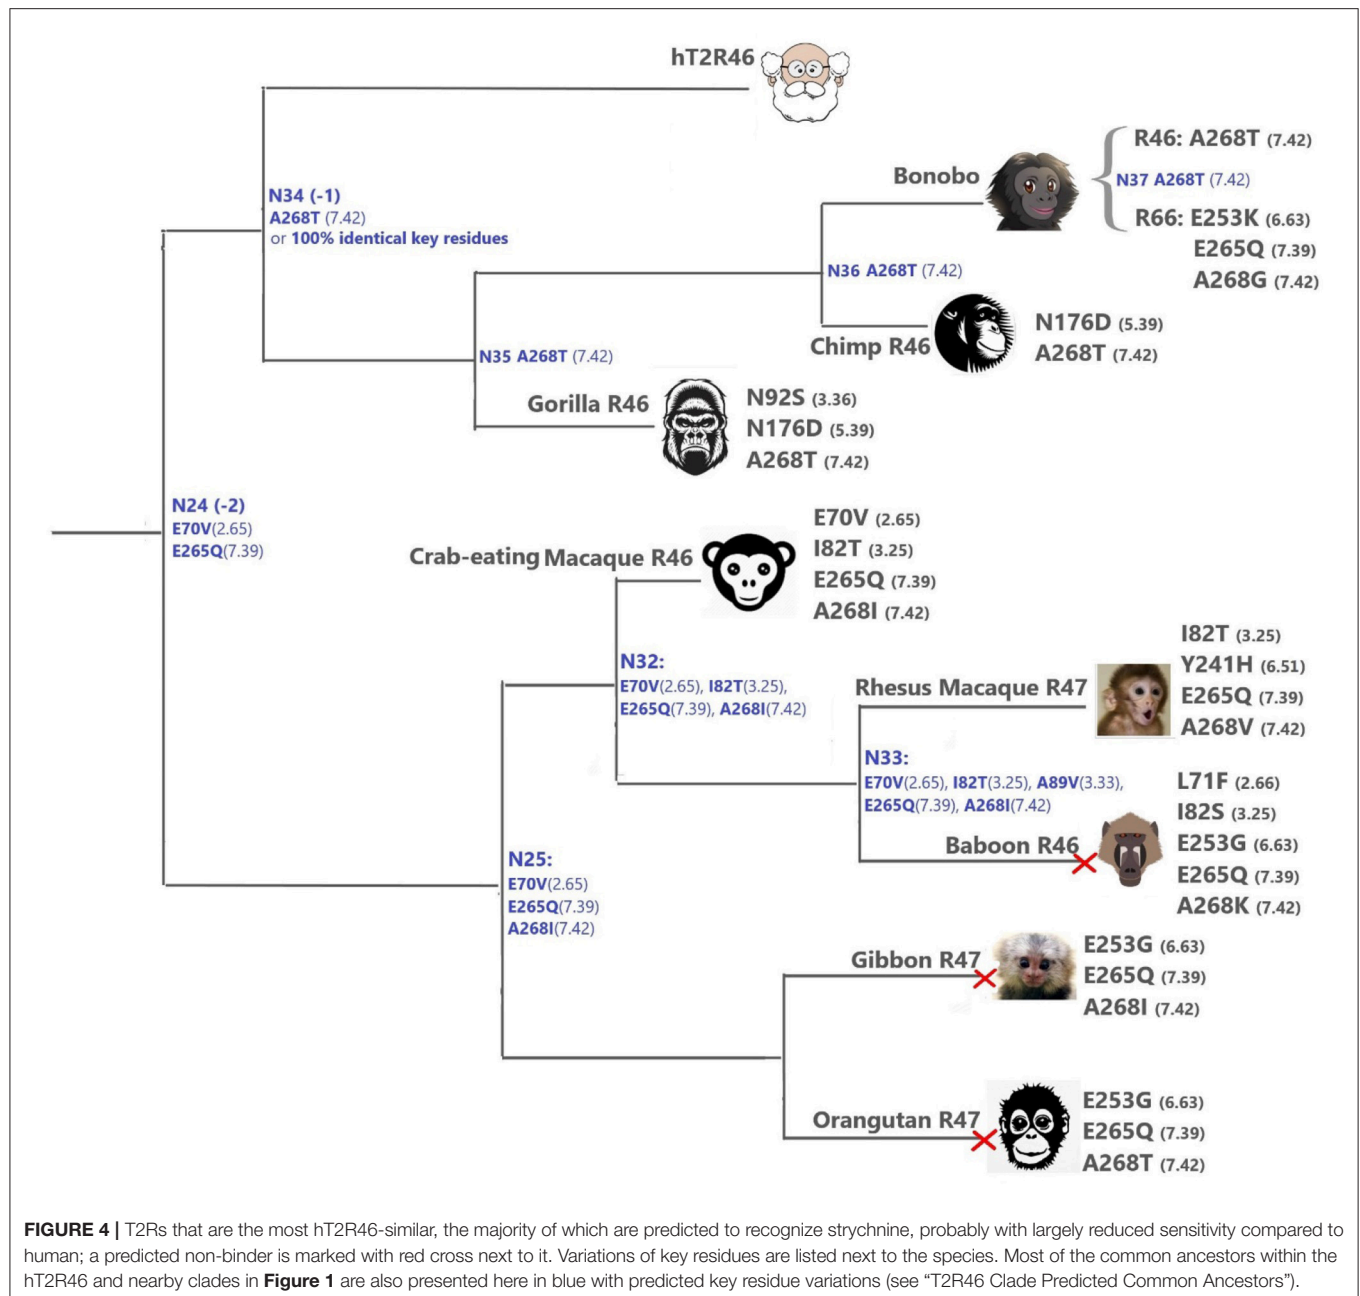 hT2R46
Bonobo
R46: A268T (7.42)
N37 A268T (7.42)
R66: E253K (6.63)
E265Q (7.39)
A268G (7.42)
N34 (-1)
A268T (7.42)
or 100% identical key residues
N36 A268T (7.42)
Chimp R46
N176D (5.39)
A268T (7.42)
N35 A268T (7.42)
Gorilla R46
N92S (3.36)
N176D (5.39)
A268T (7.42)
N24 (-2)
E70V(2.65)
E265Q(7.39)
Crab-eating Macaque R46
E70V (2.65)
I82T (3.25)
E265Q (7.39)
A268I (7.42)
N32:
E70V(2.65), I82T(3.25),
E265Q(7.39), A268I(7.42)
Rhesus Macaque R47
I82T (3.25)
Y241H (6.51)
E265Q (7.39)
A268V (7.42)
N33:
E70V(2.65), I82T(3.25), A89V(3.33),
E265Q(7.39), A268I(7.42)
Baboon R46
L71F (2.66)
I82S (3.25)
E253G (6.63)
E265Q (7.39)
A268K (7.42)
N25:
E70V(2.65)
E265Q(7.39)
A268I(7.42)
Gibbon R47
E253G (6.63)
E265Q (7.39)
A268I (7.42)
Orangutan R47
E253G (6.63)
E265Q (7.39)
A268T (7.42)
FIGURE 4 | T2Rs that are the most hT2R46-similar, the majority of which are predicted to recognize strychnine, probably with largely reduced sensitivity compared to
human; a predicted non-binder is marked with red cross next to it. Variations of key residues are listed next to the species. Most of the common ancestors within the
hT2R46 and nearby clades in Figure 1 are also presented here in blue with predicted key residue variations (see “T2R46 Clade Predicted Common Ancestors”).